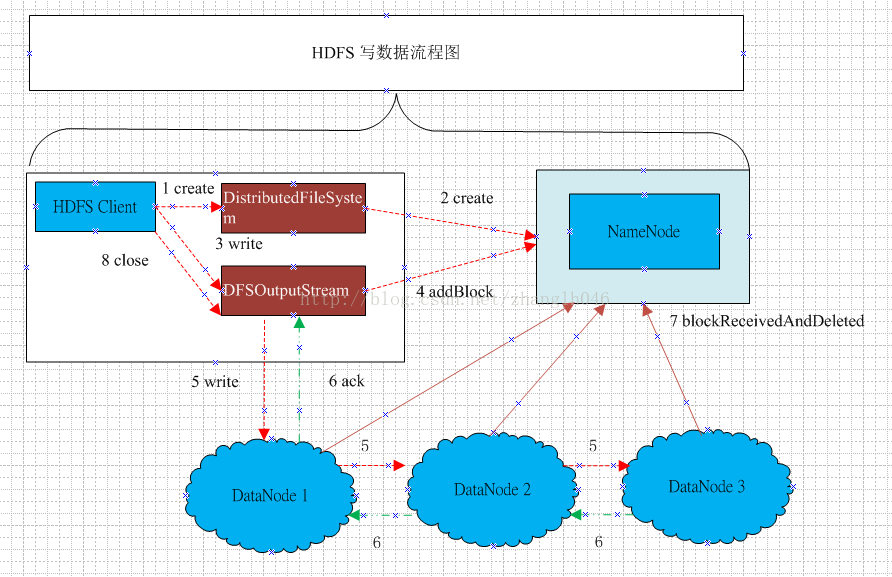 HDFS 写数据流程图
HDFS Client
1 create
DistributedFileSyste
m
2 create
NameNode
3 write
8 close
DFSOutputStream
4 addBlock
http://blog.csdn.net/zhanglh046
7 blockReceivedAndDeleted
5 write
6 ack
5
5
DataNode 1
DataNode 2
DataNode 3
6
6